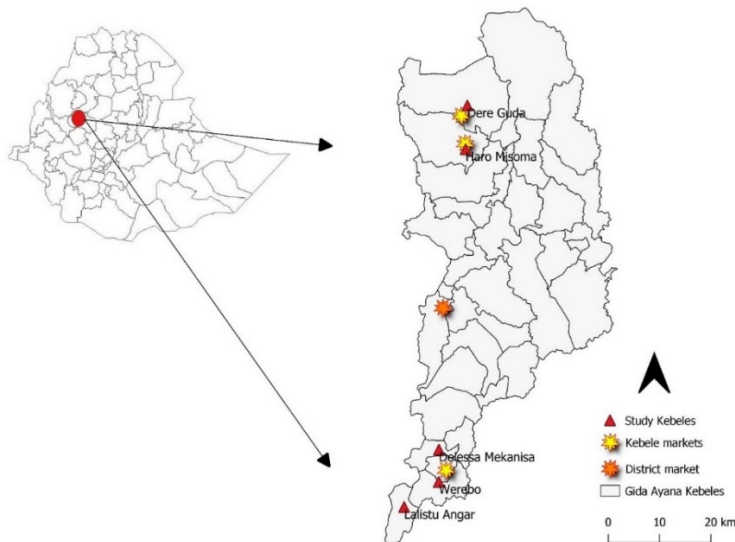 Dere Guda
Haro Misoma
Dolessa Mekanisa
Werebo
Lalistu Angar
Study Kebeles
Kebele markets
District market
Gida Ayana Kebeles
0 10 20 km